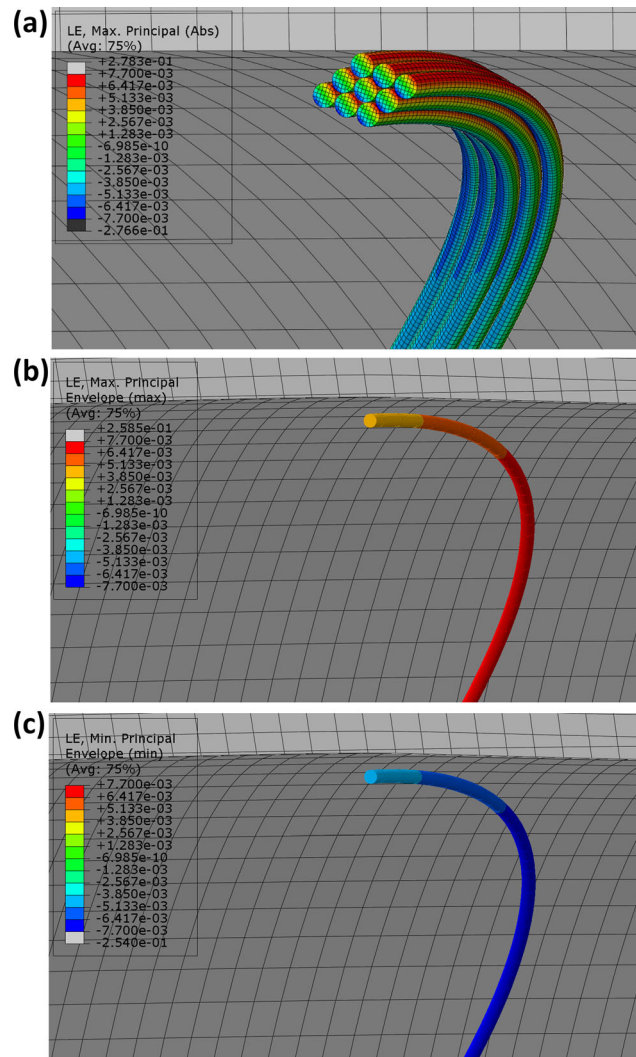 (a)
LE, Max. Principal (Abs)
(Avg: 75%)
+2.783e-01
+7.700e-03
+6.417e-03
+5.133e-03
+3.850e-03
+2.567e-03
+1.283e-03
-6.985e-10
-1.283e-03
-2.567e-03
-3.850e-03
-5.133e-03
-6.417e-03
-7.700e-03
-2.766e-01
(b)
LE, Max. Principal
Envelope (max)
(Avg: 75%)
+2.585e-01
+7.700e-03
+6.417e-03
+5.133e-03
+3.850e-03
+2.567e-03
+1.283e-03
-6.985e-10
-1.283e-03
-2.567e-03
-3.850e-03
-5.133e-03
-6.417e-03
-7.700e-03
(c)
LE, Min. Principal
Envelope (min)
(Avg: 75%)
+7.700e-03
+6.417e-03
+5.133e-03
+3.850e-03
+2.567e-03
+1.283e-03
-6.985e-10
-1.283e-03
-2.567e-03
-3.850e-03
-5.133e-03
-6.417e-03
-7.700e-03
-2.540e-01